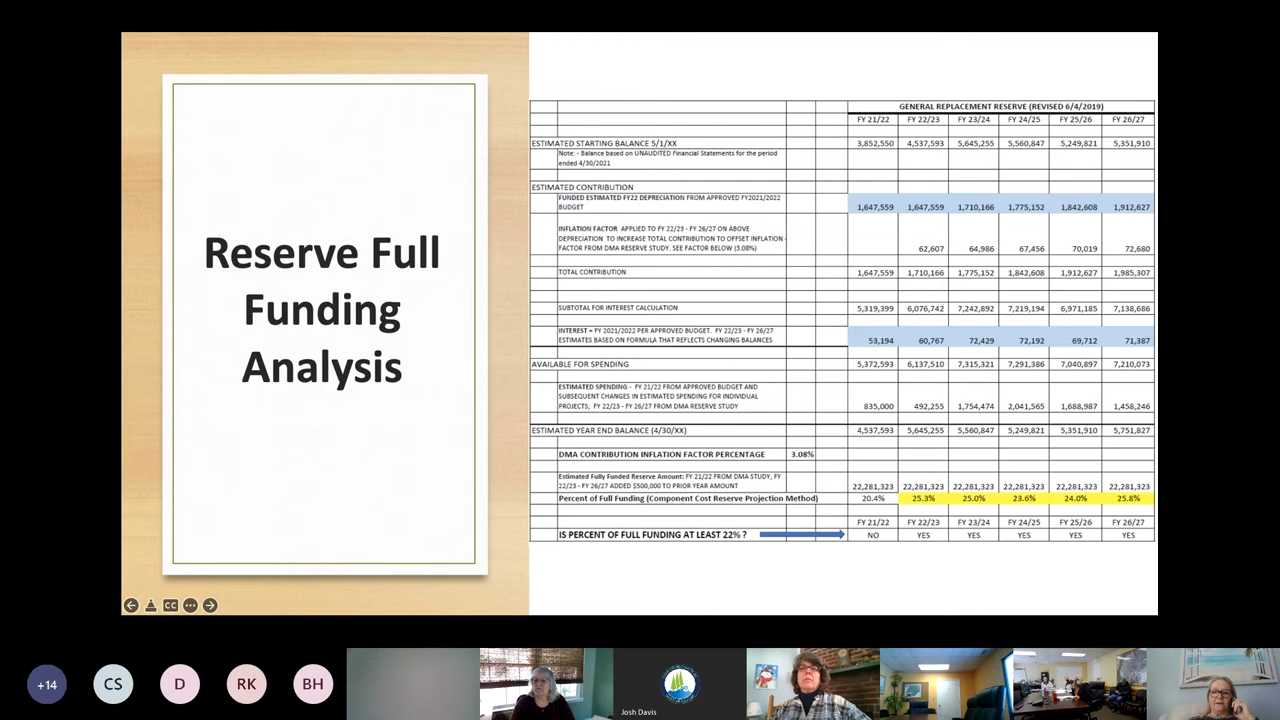 Reserve Full
Funding
Analysis
GENERAL REPLACEMENT RESERVE (REVISED 6/4/2019)
FY 21/22 FY 22/23 FY 23/24 FY 24/25 FY 25/26 FY 26/27
ESTIMATED STARTING BALANCE 5/1/XX 3,852,550 4,537,593 5,645,255 5,560,847 5,249,821 5,351,910
Note: - Balance based on UNAUDITED Financial Statements for the period
ended 4/30/2021
ESTIMATED CONTRIBUTION
FUNDED ESTIMATED FY22 DEPRECIATION FROM APPROVED FY2021/2022
BUDGET 1,647,559 1,647,559 1,710,166 1,775,152 1,842,608 1,912,627
INFLATION FACTOR APPLIED TO FY 22/23 - FY 26/27 ON ABOVE
DEPRECIATION TO INCREASE TOTAL CONTRIBUTION TO OFFSET INFLATION
FACTOR FROM DMA RESERVE STUDY. SEE FACTOR BELOW (3.08%) 62,607 64,986 67,456 70,019 72,680
TOTAL CONTRIBUTION 1,647,559 1,710,166 1,775,152 1,842,608 1,912,627 1,985,307
SUBTOTAL FOR INTEREST CALCULATION 5,319,399 6,076,742 7,242,892 7,219,194 6,971,185 7,138,686
INTEREST = FY 2021/2022 PER APPROVED BUDGET. FY 22/23 - FY 26/27
ESTIMATES BASED ON FORMULA THAT REFLECTS CHANGING BALANCES 53,194 60,767 72,429 72,192 69,712 71,387
AVAILABLE FOR SPENDING 5,372,593 6,137,510 7,315,321 7,291,386 7,040,897 7,210,073
ESTIMATED SPENDING - FY 21/22 FROM APPROVED BUDGET AND
SUBSEQUENT CHANGES IN ESTIMATED SPENDING FOR INDIVIDUAL
PROJECTS; FY 22/23 - FY 26/27 FROM DMA RESERVE STUDY 835,000 492,255 1,754,474 2,041,565 1,688,987 1,458,246
ESTIMATED YEAR END BALANCE (4/30/XX) 4,537,593 5,645,255 5,560,847 5,249,821 5,351,910 5,751,827
DMA CONTRIBUTION INFLATION FACTOR PERCENTAGE 3.08%
Estimated Fully Funded Reserve Amount: FY 21/22 FROM DMA STUDY; FY
22/23 - FY 26/27 ADDED $500,000 TO PRIOR YEAR AMOUNT 22,281,323 22,281,323 22,281,323 22,281,323 22,281,323 22,281,323
Percent of Full Funding (Component Cost Reserve Projection Method) 20.4% 25.3% 25.0% 23.6% 24.0% 25.8%
FY 21/22 FY 22/23 FY 23/24 FY 24/25 FY 25/26 FY 26/27
IS PERCENT OF FULL FUNDING AT LEAST 22% ? NO YES YES YES YES YES
CC
+14 CS D RK BH
Josh Davis